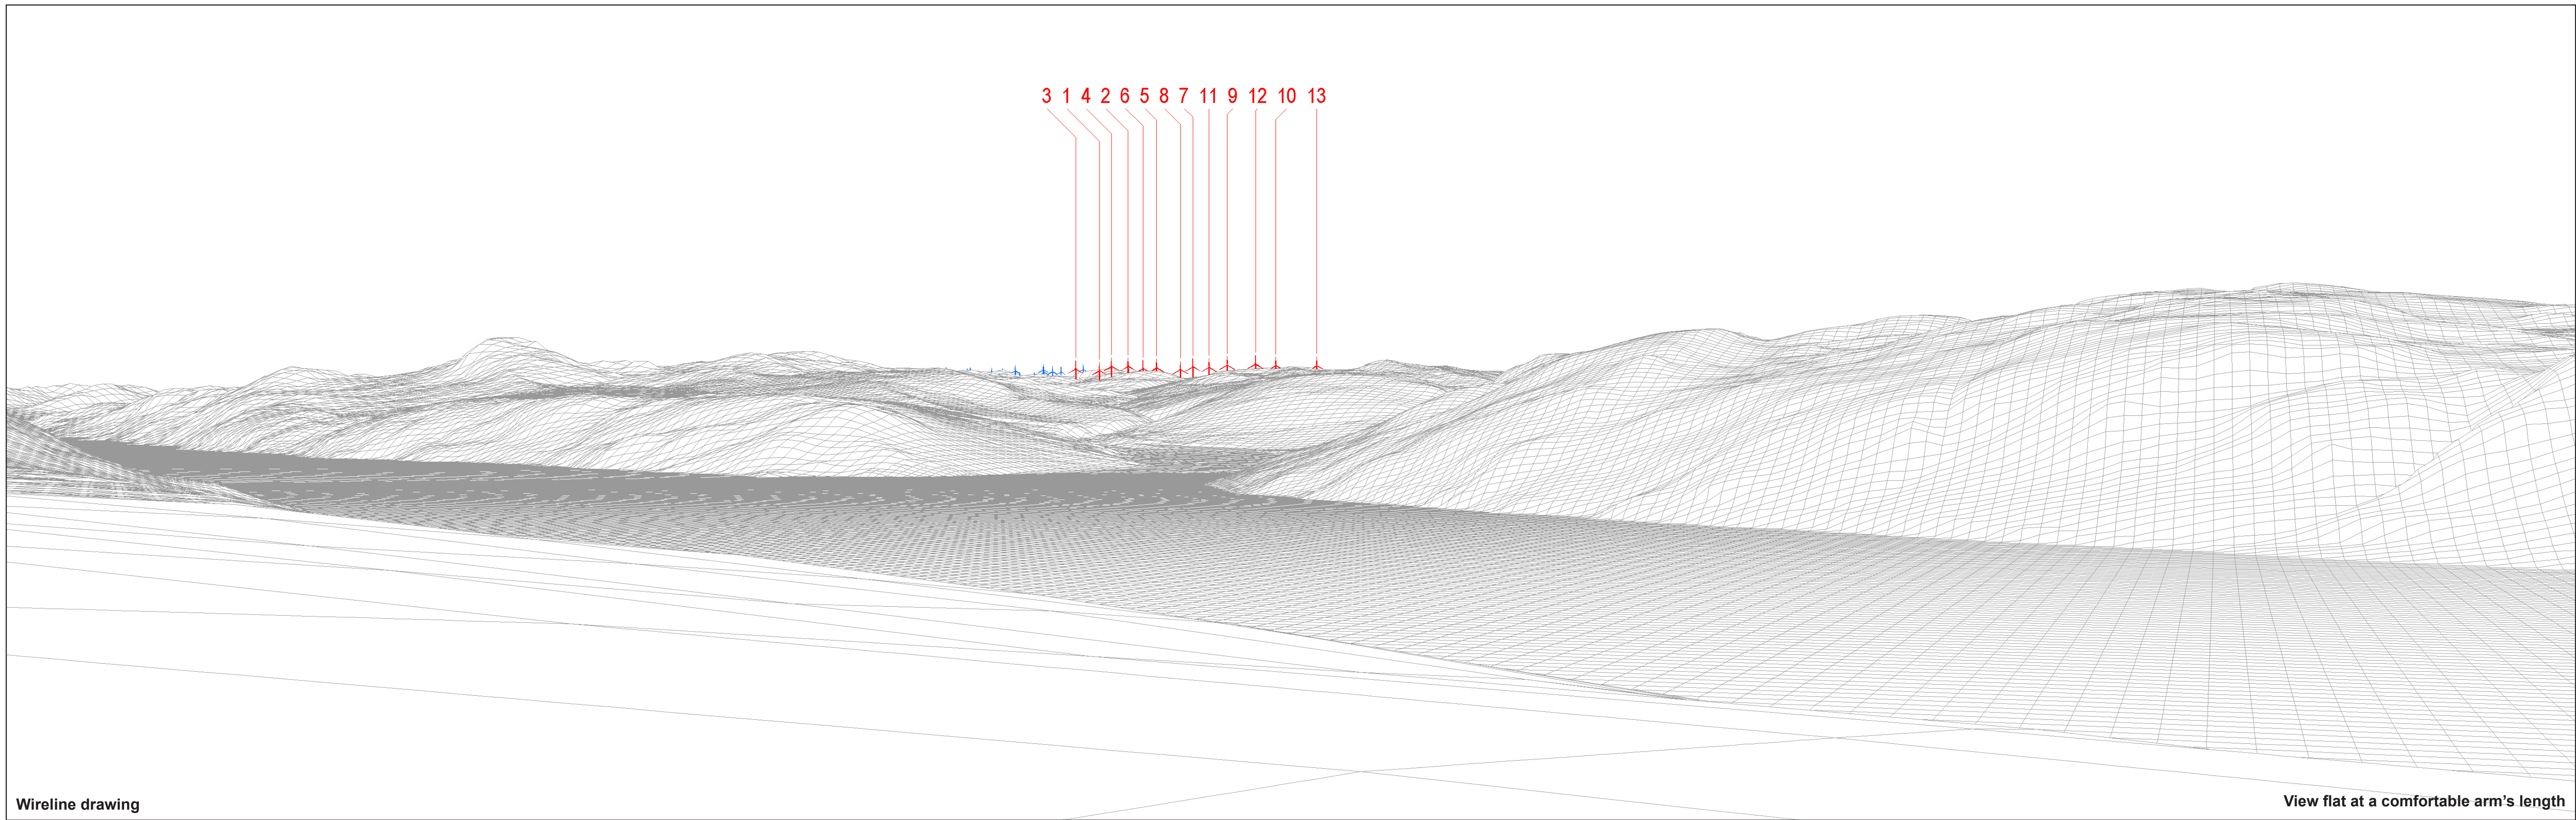 3 1 4 2 6 5 8 7 11 9 12 10 13
Wireline drawing
View flat at a comfortable arm’s length